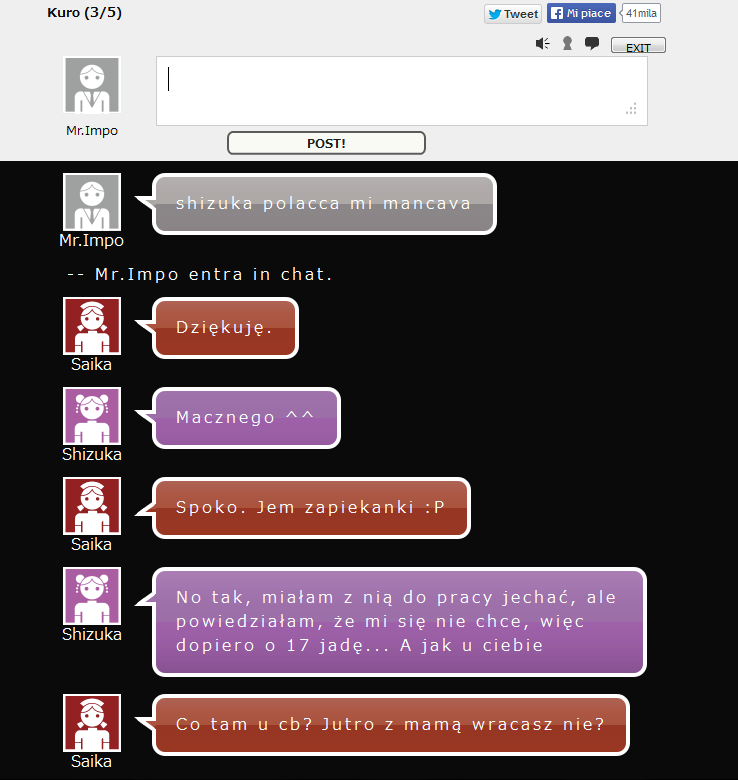 Kuro (3/5)
Tweet
Mi piace
41mila
EXIT
Mr.Impo
POST!
shizuka polacca mi mancava
Mr.Impo
-- Mr.Impo entra in chat.
Dziękuję.
Saika
Macznego ^^
Shizuka
Spoko. Jem zapiekanki :P
Saika
No tak, miałam z nią do pracy jechać, ale
powiedziałam, że mi się nie chce, więc
dopiero o 17 jadę... A jak u ciebie
Shizuka
Co tam u cb? Jutro z mamą wracasz nie?
Saika